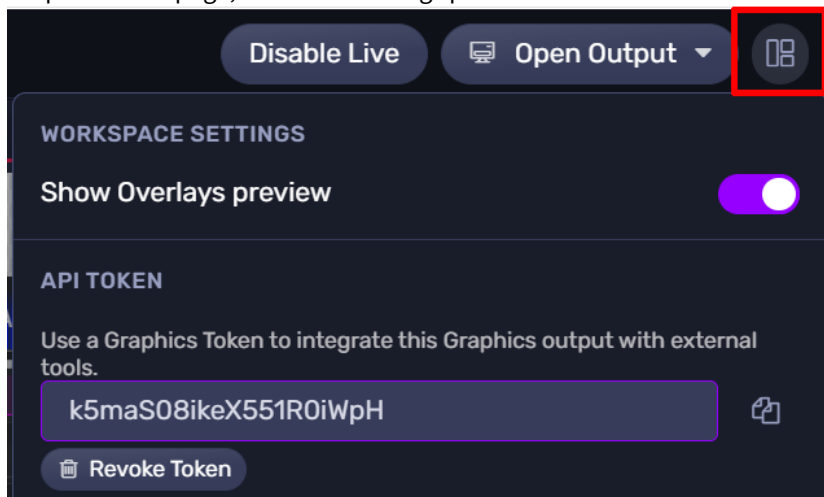 Disable Live
Open Output
WORKSPACE SETTINGS
Show Overlays preview
API TOKEN
Use a Graphics Token to integrate this Graphics output with external
tools.
k5maS08ikeX551R0iWpH
Revoke Token